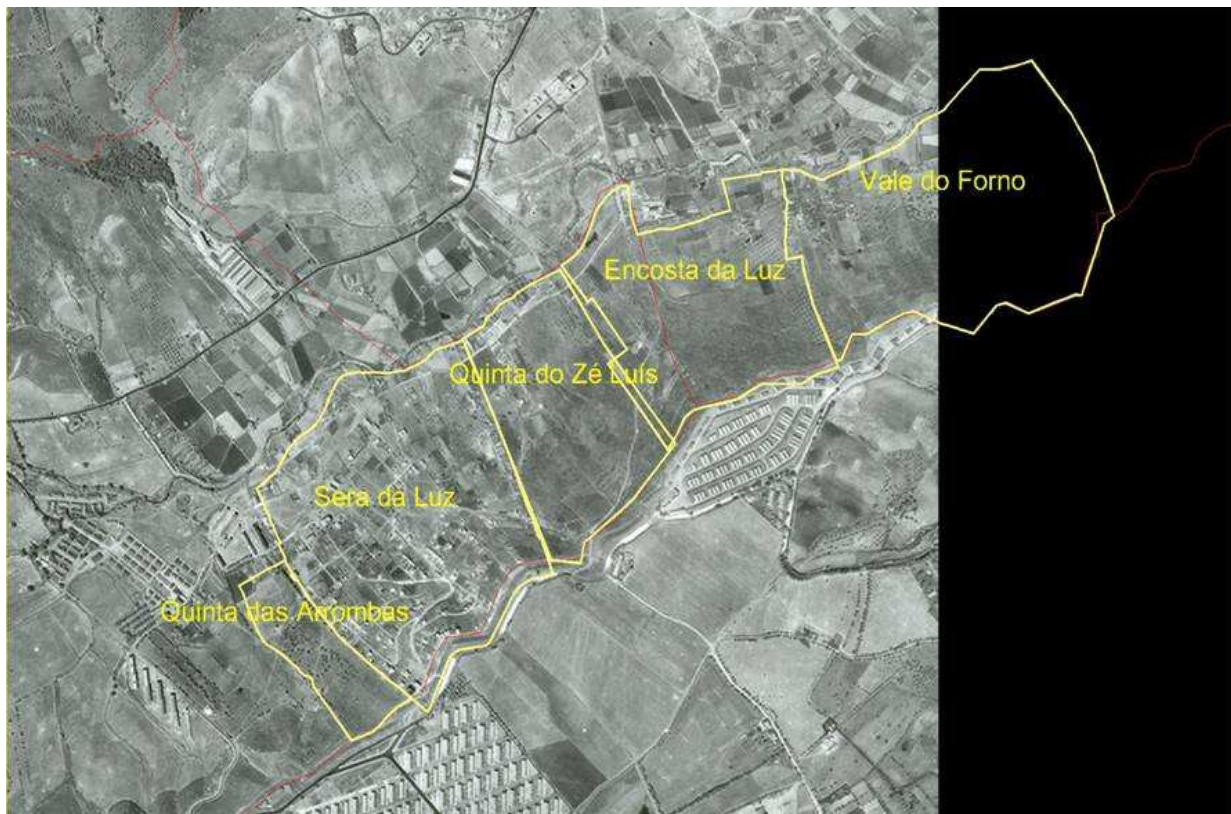 Vale do Forno
Encosta da Luz
Quinta do Zé Luís
Sera da Luz
Quinta das Arrombas